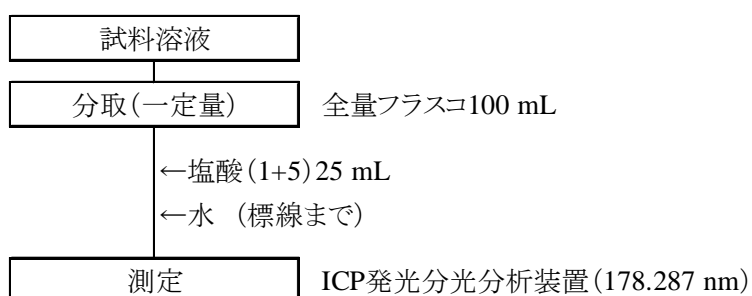 試料溶液
分取（一定量） 全量フラスコ100 mL
←塩酸（1+5）25 mL
←水 （標線まで）
測定 ICP発光分光分析装置（178.287 nm）